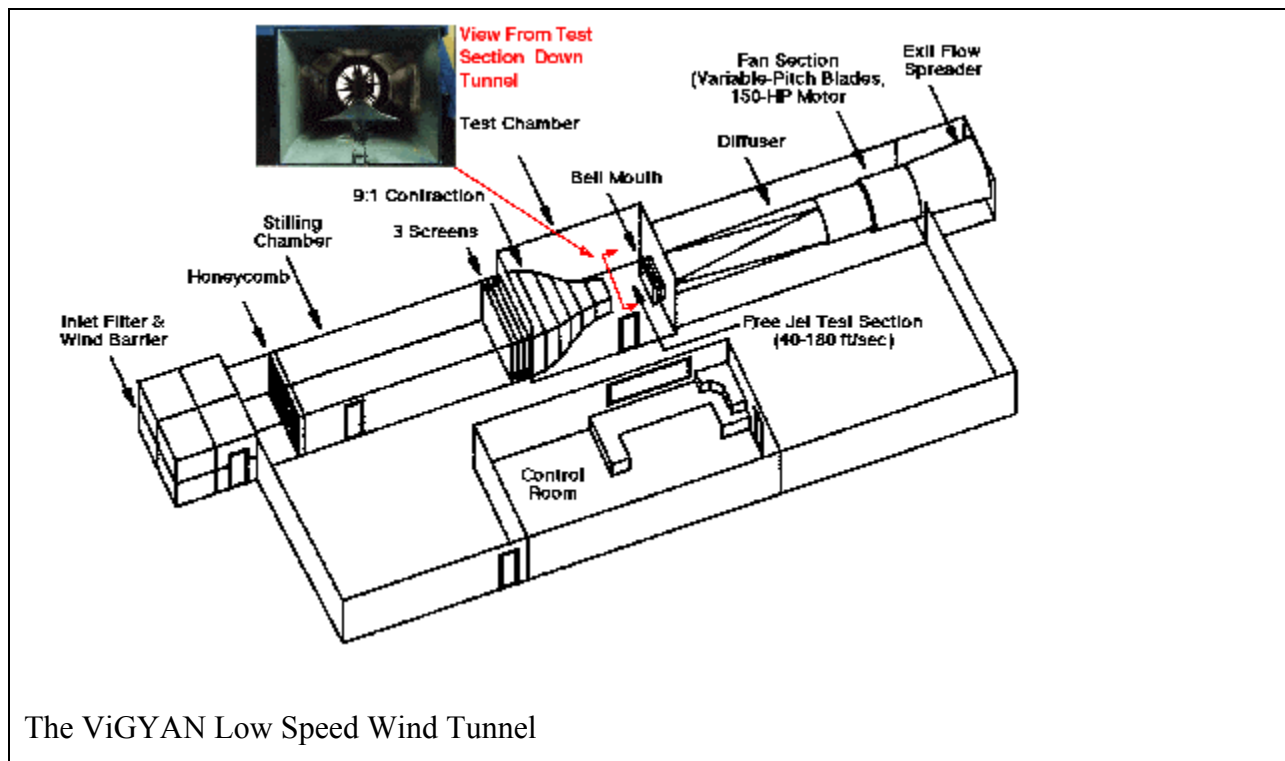 View From Test
Section Down
Tunnel
Test Chamber
9:1 Contraction
3 Screens
Stilling
Chamber
Honeycomb
Inlet Filter &
Wind Barrier
Bell Mouth
Diffuser
Fan Section
(Variable-Pitch Blades,
150-HP Motor
Exit Flow
Spreader
Free Jet Test Section
(40-180 ft/sec)
Control
Room
The ViGYAN Low Speed Wind Tunnel